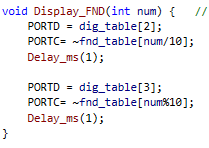 void Display_FND(int num) {   //
    PORTD = dig_table[2];
    PORTC= ~fnd_table[num/10];
    Delay_ms(1);

    PORTD = dig_table[3];
    PORTC= ~fnd_table[num%10];
    Delay_ms(1);
}